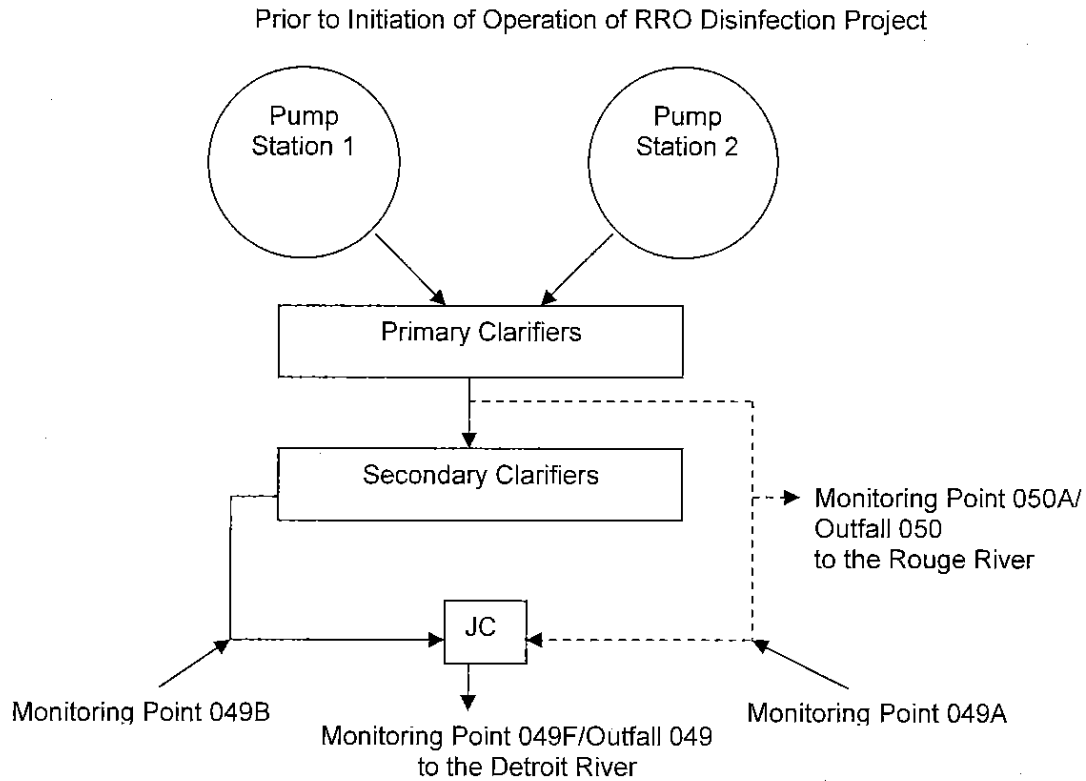 Prior to Initiation of Operation of RRO Disinfection Project
Pump
Station 1
Pump
Station 2
Primary Clarifiers
Secondary Clarifiers
Monitoring Point 050A/
Outfall 050
to the Rouge River
JC
Monitoring Point 049B
Monitoring Point 049A
Monitoring Point 049F/Outfall 049
to the Detroit River